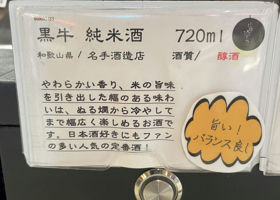 黒牛 純米酒 720ml
和歌山県/名手酒造店 酒質/醇酒
やわらかい香り、米の旨味
を引き出した幅のある味わ
いは、ぬる燗から冷やして
まで幅広く楽しめるお酒で
す。日本酒好きにもファン
の多い人気の定番酒!
旨い!
バランス良し